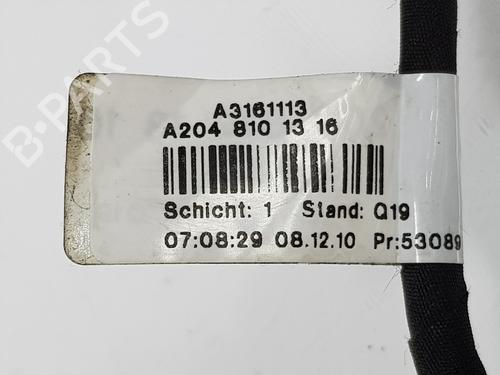 B-PARTS
A3161113
A204 810 13 16
Schicht: 1 Stand: Q19
07:08:29 08.12.10 Pr:53089